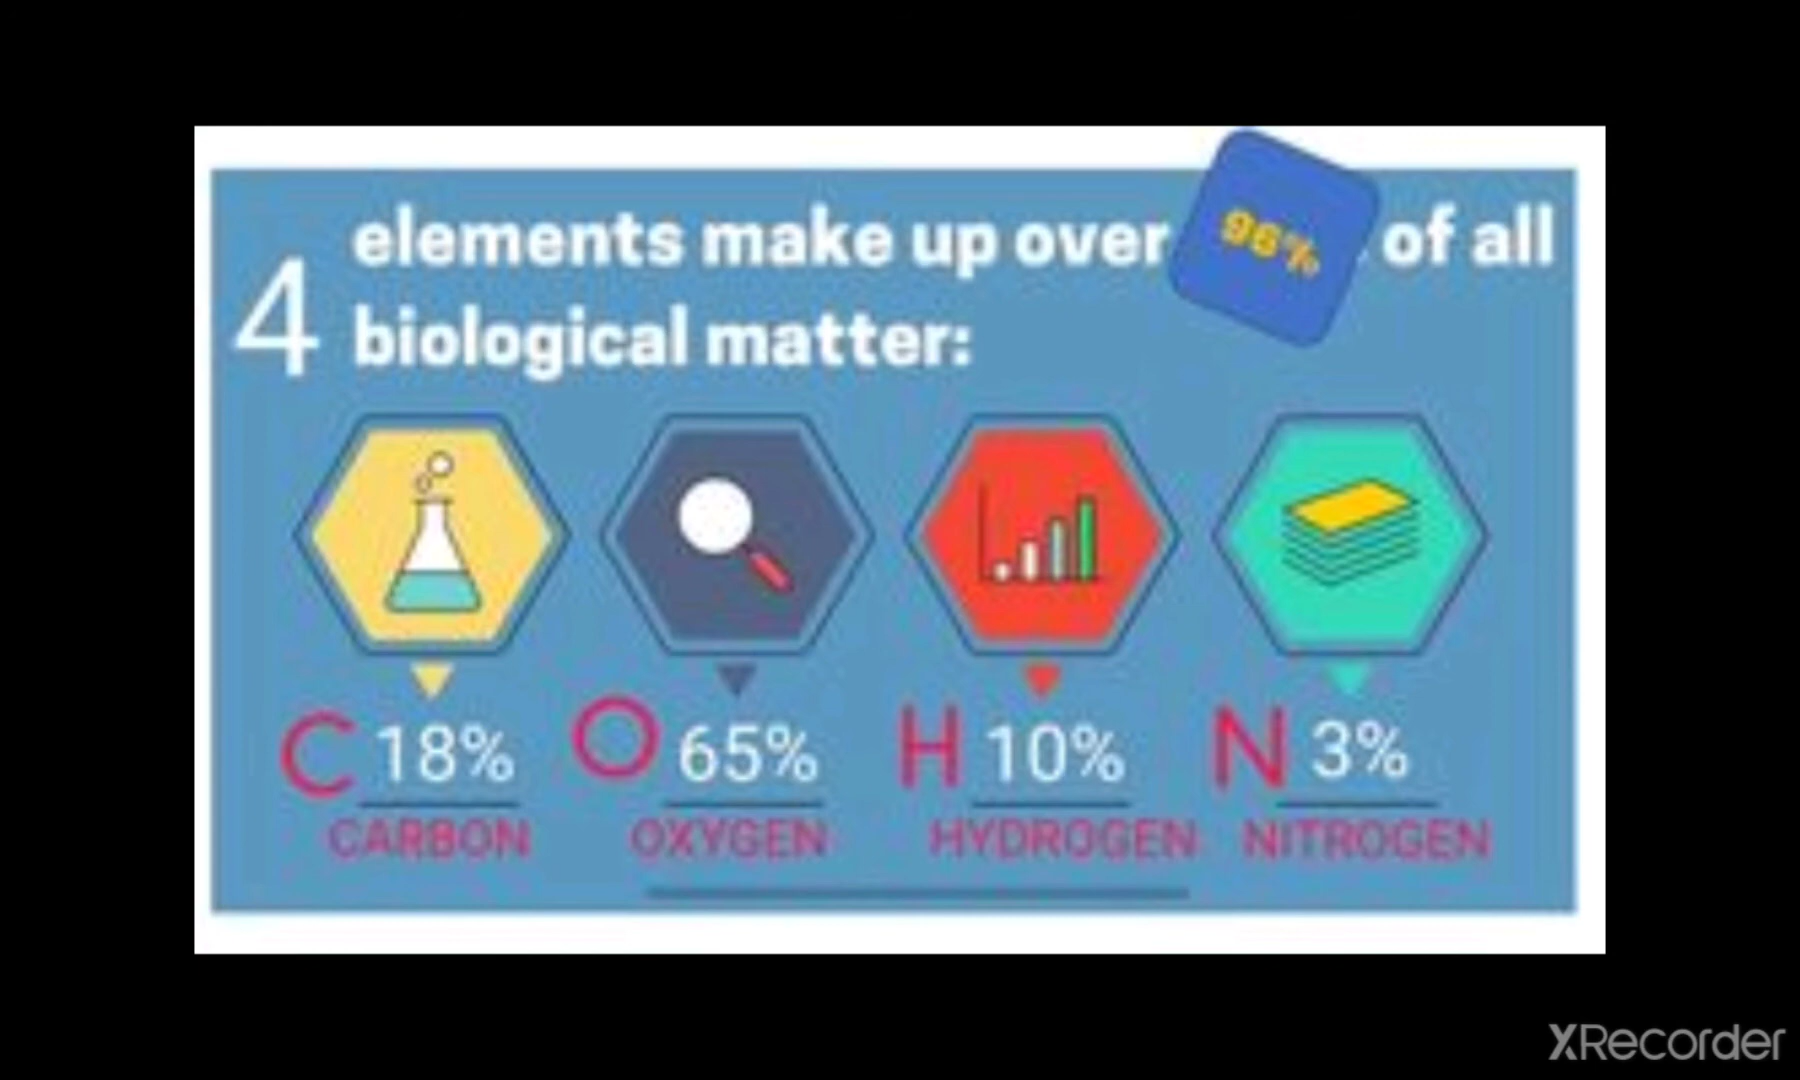 4 elements make up over 96% of all
biological matter:
C 18% O 65% H 10% N 3%
CARBON OXYGEN HYDROGEN NITROGEN
XRecorder